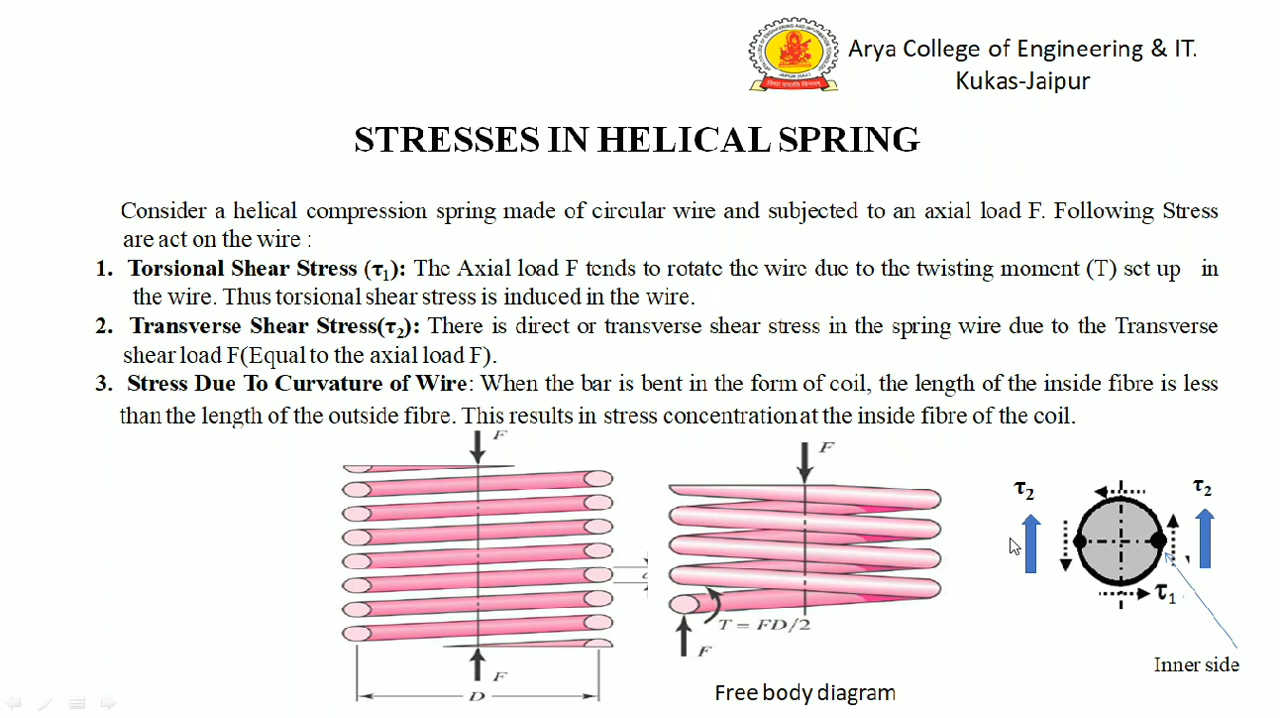 Arya College of Engineering & IT.
Kukas-Jaipur
STRESSES IN HELICAL SPRING
Consider a helical compression spring made of circular wire and subjected to an axial load F. Following Stress
are act on the wire :
1. Torsional Shear Stress (τ₁): The Axial load F tends to rotate the wire due to the twisting moment (T) set up in
the wire. Thus torsional shear stress is induced in the wire.
2. Transverse Shear Stress(τ₂): There is direct or transverse shear stress in the spring wire due to the Transverse
shear load F(Equal to the axial load F).
3. Stress Due To Curvature of Wire: When the bar is bent in the form of coil, the length of the inside fibre is less
than the length of the outside fibre. This results in stress concentration at the inside fibre of the coil.
F
F
D
F
T = FD/2
F
Free body diagram
τ₂
τ₂
τ₁
Inner side